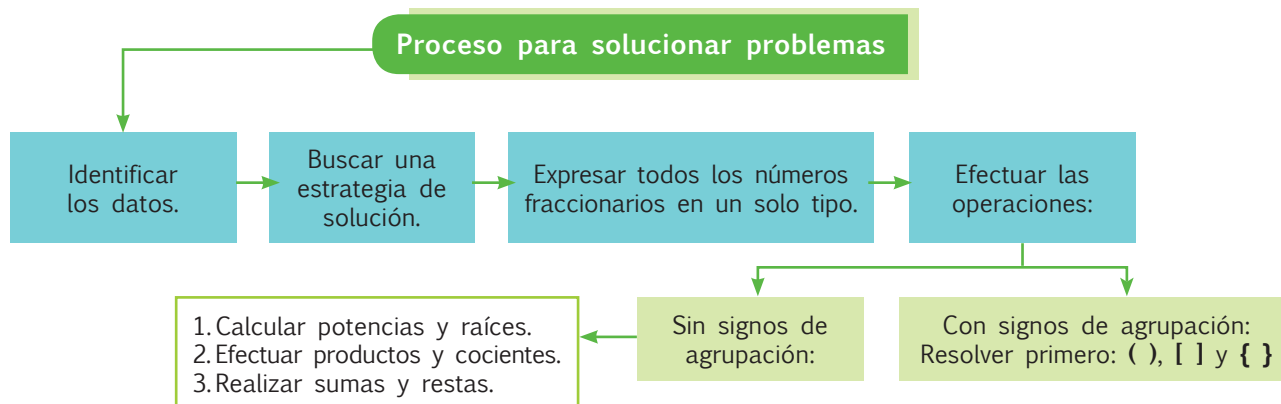 Proceso para solucionar problemas
Identificar
los datos.
Buscar una
estrategia de
solución.
Expresar todos los números
fraccionarios en un solo tipo.
Efectuar las
operaciones:
1. Calcular potencias y raíces.
2. Efectuar productos y cocientes.
3. Realizar sumas y restas.
Sin signos de
agrupación:
Con signos de agrupación:
Resolver primero: ( ), [ ] y { }